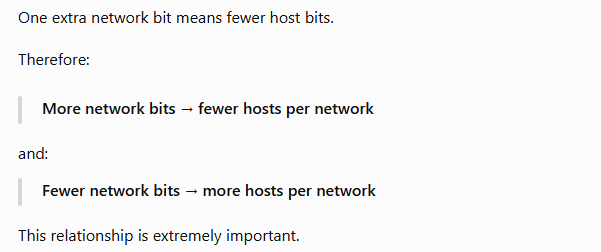 One extra network bit means fewer host bits.
Therefore:
More network bits → fewer hosts per network
and:
Fewer network bits → more hosts per network
This relationship is extremely important.